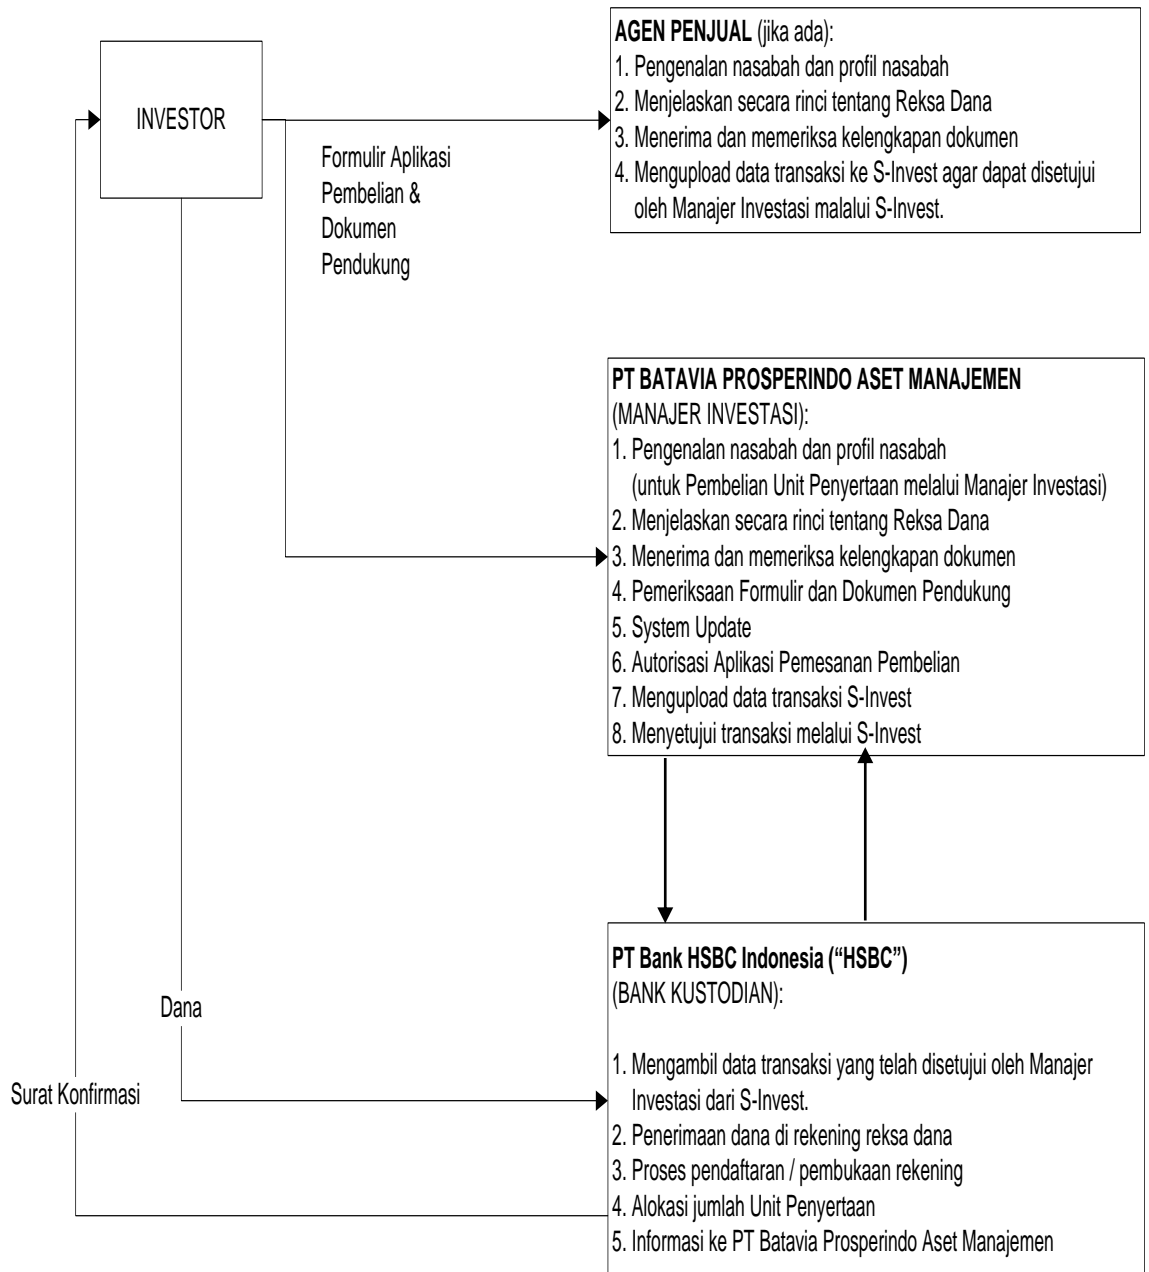 INVESTOR
AGEN PENJUAL (jika ada):
1. Pengenalan nasabah dan profil nasabah
2. Menjelaskan secara rinci tentang Reksa Dana
3. Menerima dan memeriksa kelengkapan dokumen
4. Mengupload data transaksi ke S-Invest agar dapat disetujui
oleh Manajer Investasi malalui S-Invest.
Formulir Aplikasi
Pembelian &
Dokumen
Pendukung
PT BATAVIA PROSPERINDO ASET MANAJEMEN
(MANAJER INVESTASI):
1. Pengenalan nasabah dan profil nasabah
(untuk Pembelian Unit Penyertaan melalui Manajer Investasi)
2. Menjelaskan secara rinci tentang Reksa Dana
3. Menerima dan memeriksa kelengkapan dokumen
4. Pemeriksaan Formulir dan Dokumen Pendukung
5. System Update
6. Autorisasi Aplikasi Pemesanan Pembelian
7. Mengupload data transaksi S-Invest
8. Menyetujui transaksi melalui S-Invest
Dana
Surat Konfirmasi
PT Bank HSBC Indonesia (“HSBC”)
(BANK KUSTODIAN):
1. Mengambil data transaksi yang telah disetujui oleh Manajer
Investasi dari S-Invest.
2. Penerimaan dana di rekening reksa dana
3. Proses pendaftaran / pembukaan rekening
4. Alokasi jumlah Unit Penyertaan
5. Informasi ke PT Batavia Prosperindo Aset Manajemen